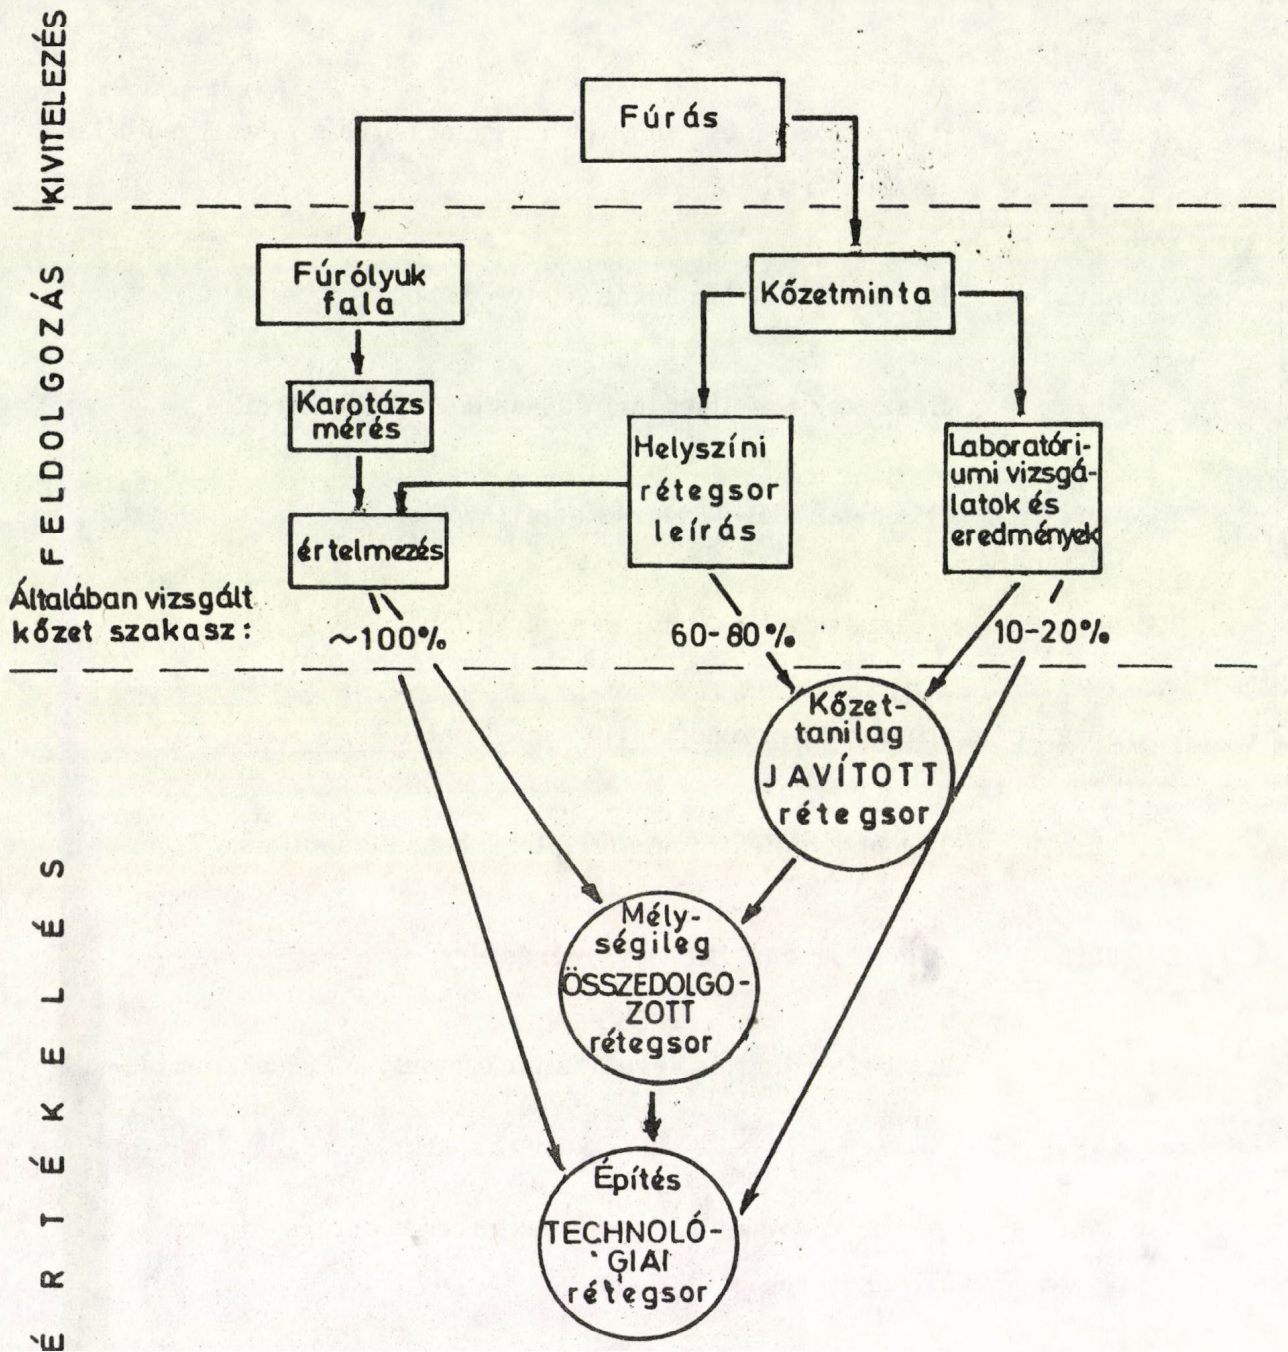 KIVITELEZÉS
Fúrás
FELDOLGOZÁS
Fúrólyuk
fala
Kőzetminta
Karotázs
mérés
Helyszíni
rétegsor
leírás
Laboratóri-
umi vizsgá-
latok és
eredmények
értelmezés
Általában vizsgált
kőzet szakasz:
~100%
60-80%
10-20%
ÉRTÉKELÉS
Kőzet-
tanilag
JAVÍTOTT
rétegsor
Mély-
ségileg
ÖSSZEDOLGO-
ZOTT
rétegsor
Építés
TECHNOLÓ-
GIAI
rétegsor